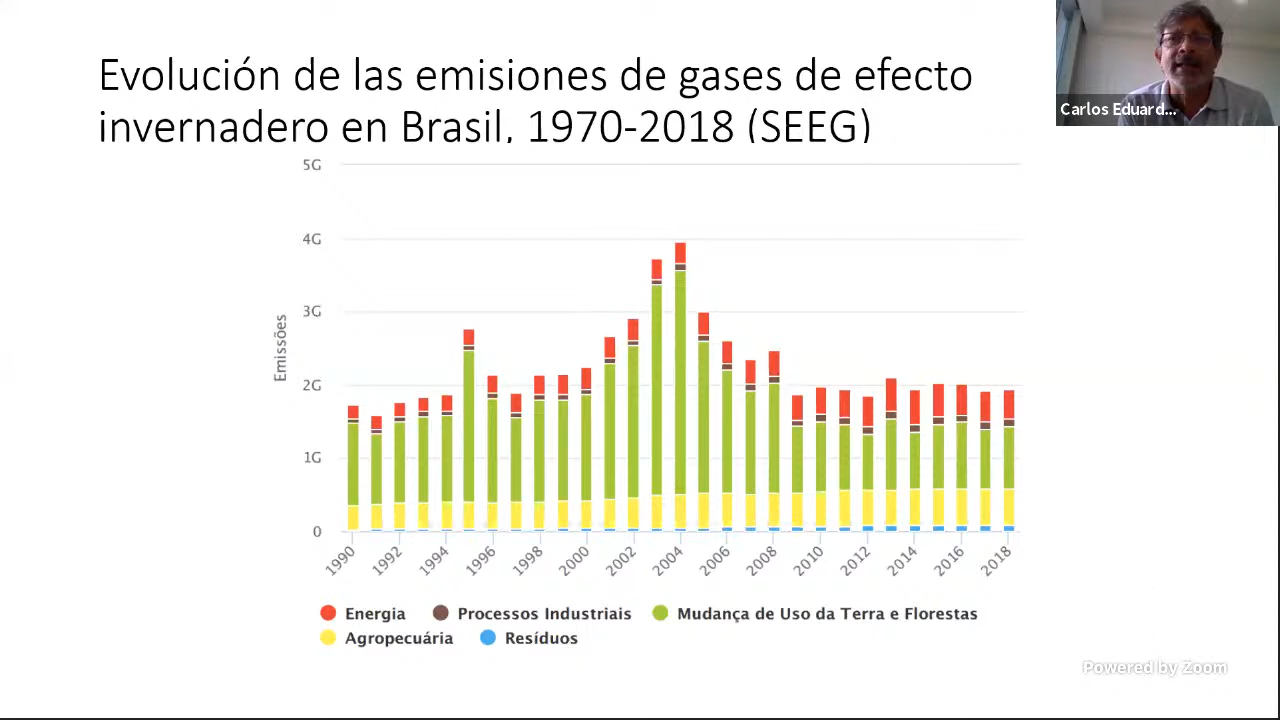 Evolución de las emisiones de gases de efecto
invernadero en Brasil, 1970-2018 (SEEG)
Carlos Eduard...
5G
4G
3G
2G
1G
0
Emissões
1990
1992
1994
1996
1998
2000
2002
2004
2006
2008
2010
2012
2014
2016
2018
Energia
Processos Industriais
Mudança de Uso da Terra e Florestas
Agropecuária
Resíduos
Powered by Zoom